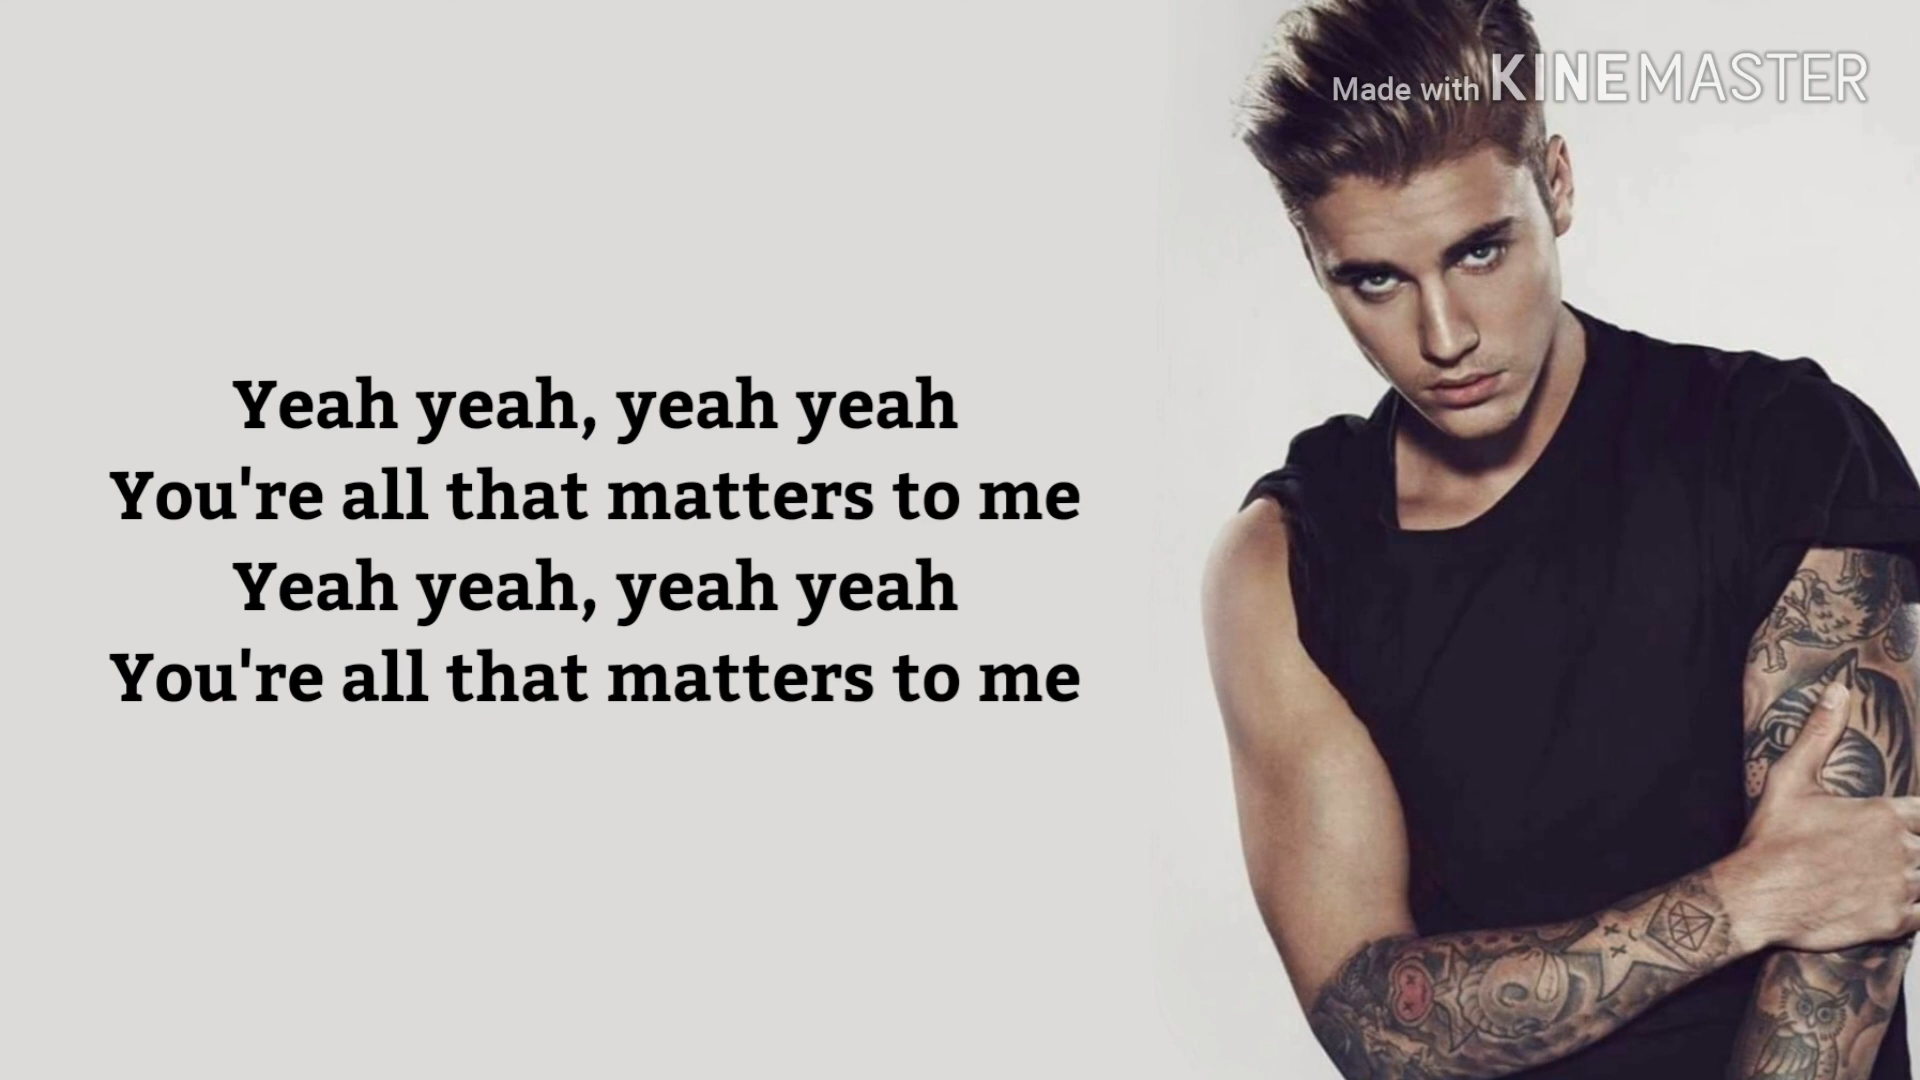 Made with KINEMASTER
Yeah yeah, yeah yeah
You're all that matters to me
Yeah yeah, yeah yeah
You're all that matters to me